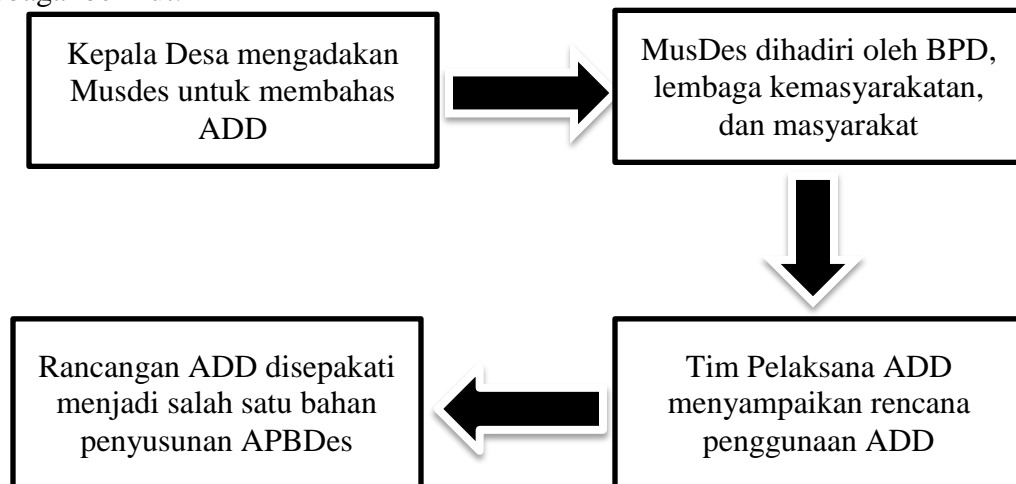 Kepala Desa mengadakan
Musdes untuk membahas
ADD
MusDes dihadiri oleh BPD,
lembaga kemasyarakatan,
dan masyarakat
Tim Pelaksana ADD
menyampaikan rencana
penggunaan ADD
Rancangan ADD disepakati
menjadi salah satu bahan
penyusunan APBDes